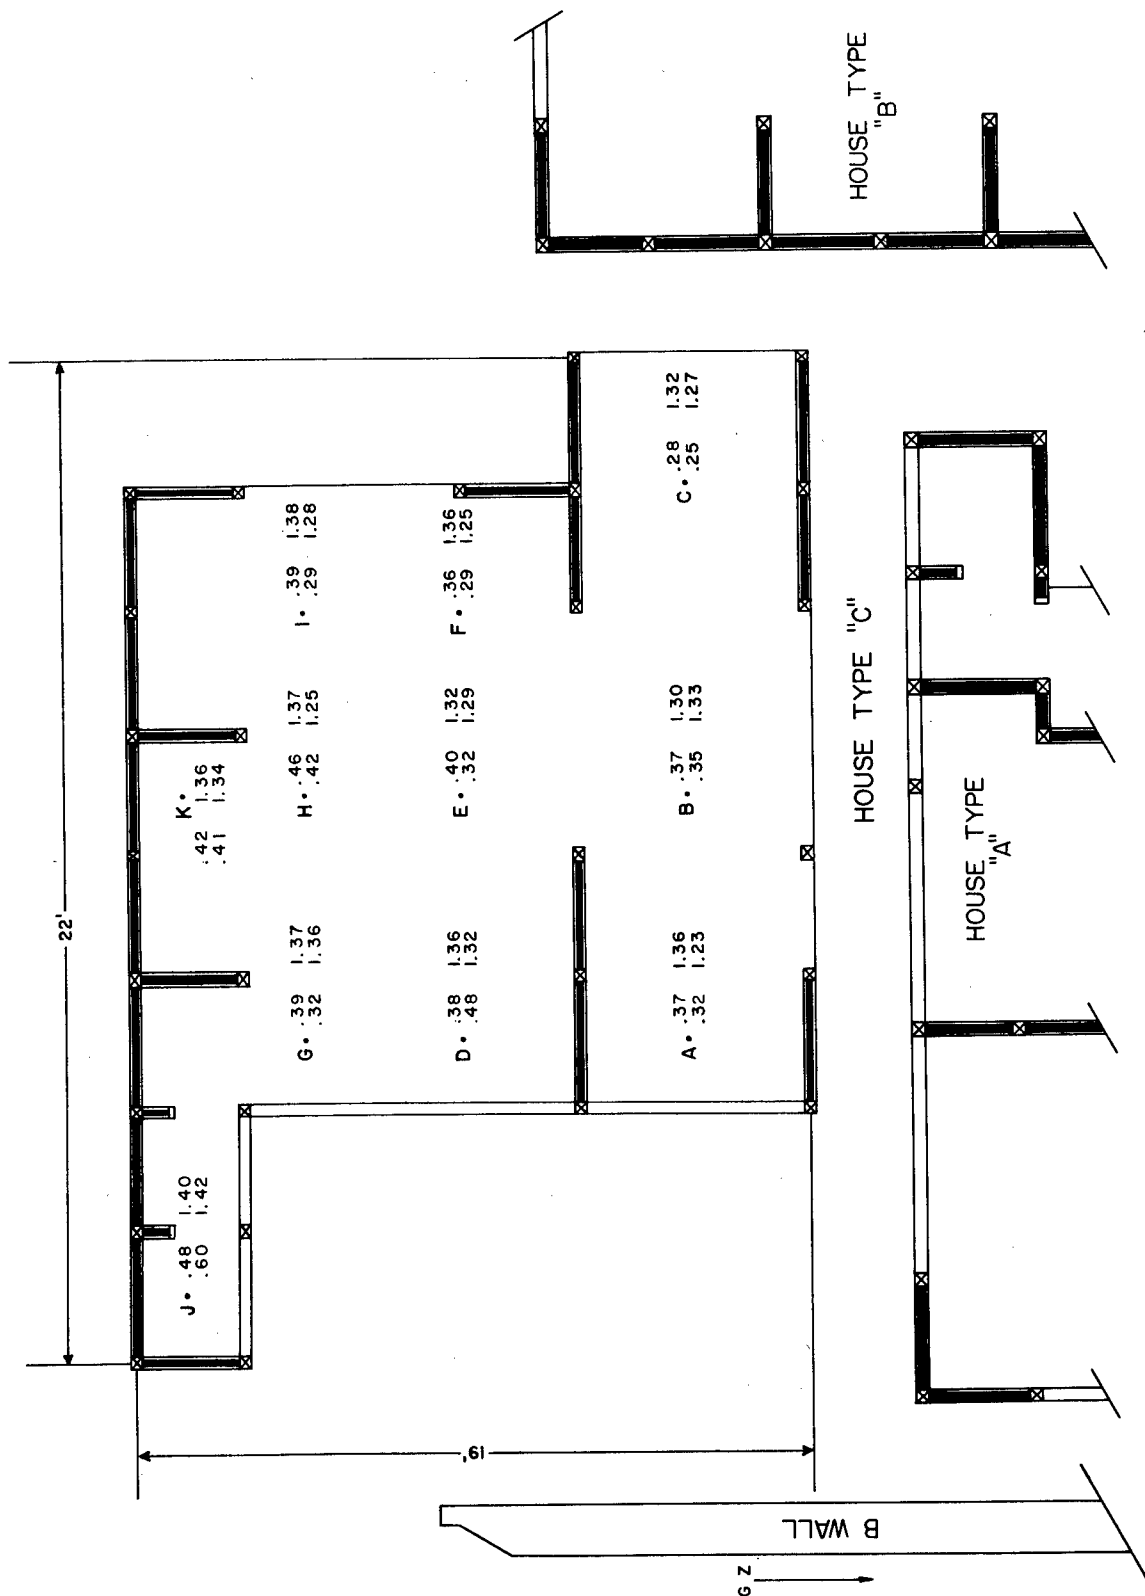 HOUSE TYPE
"B"
22'
19'
K •
.42 1.36
.41 1.34
J • .48 1.40
.60 1.42
G • .39 1.37
.32 1.36
H • .46 1.37
.42 1.25
I • .39 1.38
.29 1.28
D • .38 1.36
.48 1.32
E • .40 1.32
.32 1.29
F • .36 1.36
.29 1.25
A • .37 1.36
.32 1.23
B • .37 1.30
.35 1.33
C • .28 1.32
.25 1.27
HOUSE TYPE "C"
HOUSE TYPE
"A"
B WALL
G Z